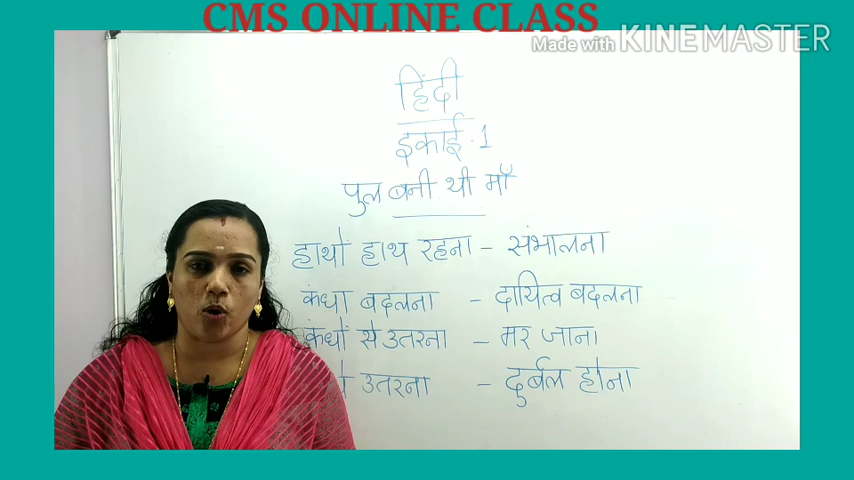 CMS ONLINE CLASS
Made with KINEMASTER
हिंदी
इकाई - 1
पुल बनी थी माँ
हाथों हाथ रहना - संभालना
कंधा बदलना - दायित्व बदलना
कंधों से उतरना - मर जाना
उतरना - दुर्बल होना